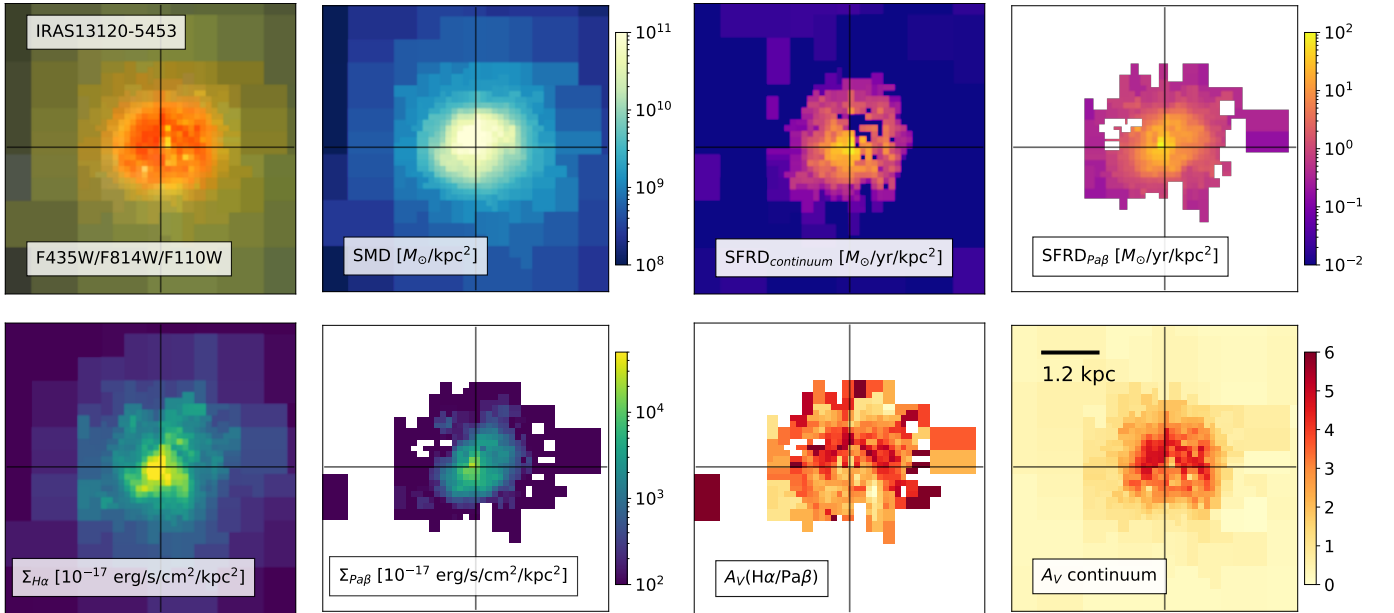 IRAS13120-5453
F435W/F814W/F110W
SMD [M⊙/kpc²]
10¹¹
10¹⁰
10⁹
10⁸
SFRD_continuum [M⊙/yr/kpc²]
SFRD_Paβ [M⊙/yr/kpc²]
10²
10¹
10⁰
10⁻¹
10⁻²
Σ_Hα [10⁻¹⁷ erg/s/cm²/kpc²]
Σ_Paβ [10⁻¹⁷ erg/s/cm²/kpc²]
10⁴
10³
10²
A_V(Hα/Paβ)
1.2 kpc
A_V continuum
6
5
4
3
2
1
0